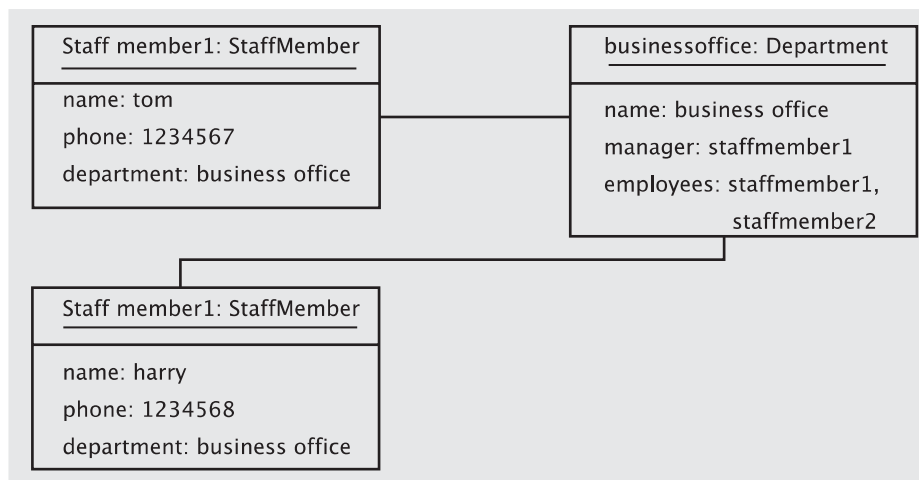 Staff member1: StaffMember
name: tom
phone: 1234567
department: business office
businessoffice: Department
name: business office
manager: staffmember1
employees: staffmember1,
staffmember2
Staff member1: StaffMember
name: harry
phone: 1234568
department: business office